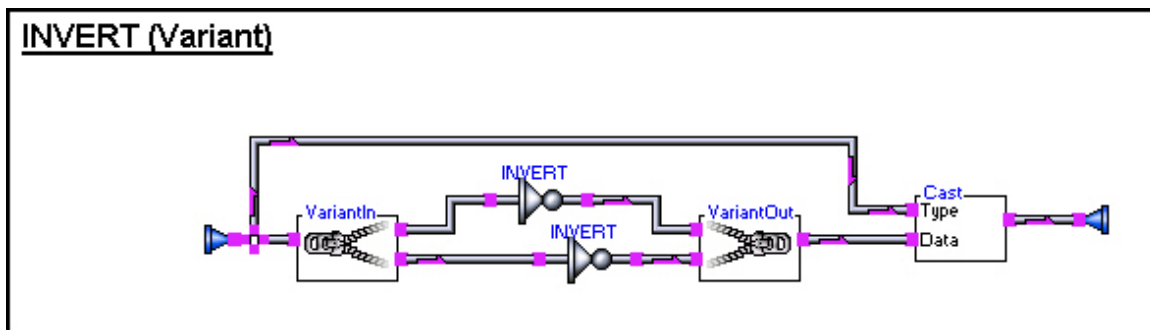 INVERT (Variant)
INVERT
VariantIn
INVERT
VariantOut
Cast
Type
Data